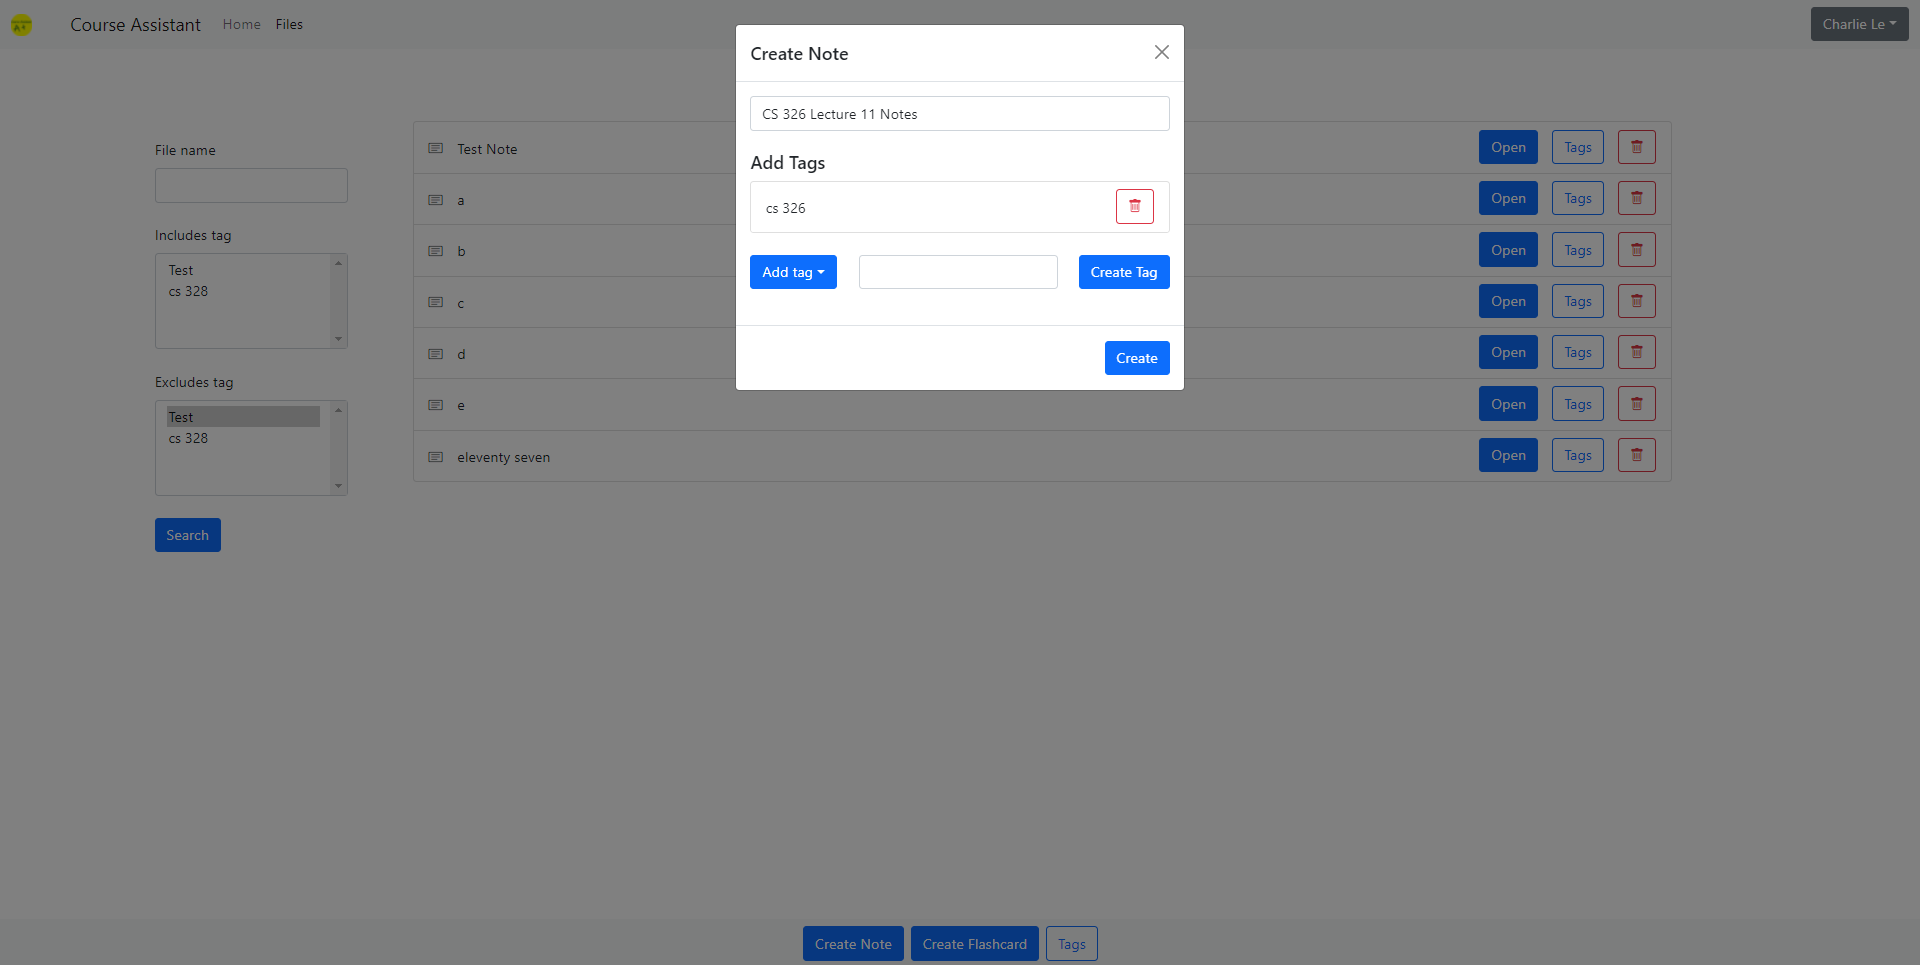 Course Assistant Home Files
Charlie Le
Create Note
CS 326 Lecture 11 Notes
Add Tags
cs 326
Add tag
Create Tag
Create
File name
Includes tag
Test
cs 328
Excludes tag
Test
cs 328
Search
Test Note Open Tags
a Open Tags
b Open Tags
c Open Tags
d Open Tags
e Open Tags
eleventy seven Open Tags
Create Note Create Flashcard Tags